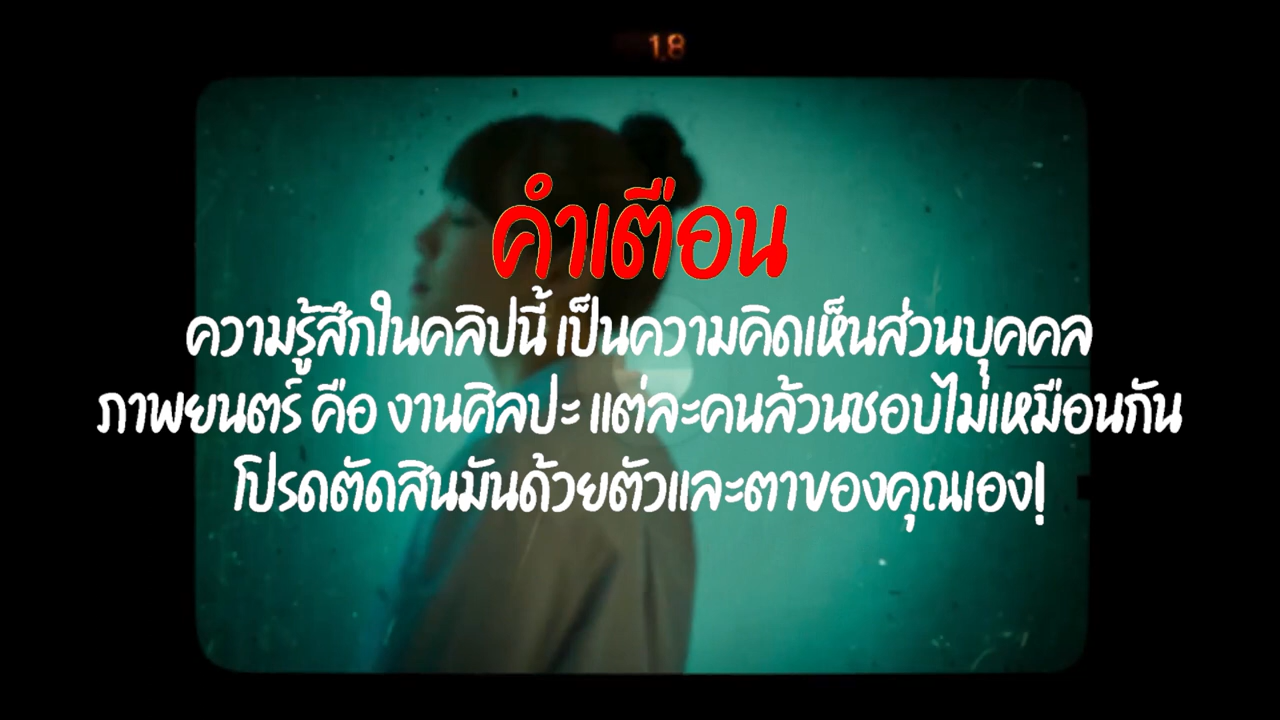 1.8
คำเตือน
ความรู้สึกในคลิปนี้ เป็นความคิดเห็นส่วนบุคคล
ภาพยนตร์ คือ งานศิลปะ แต่ละคนล้วนชอบไม่เหมือนกัน
โปรดตัดสินมันด้วยตัวและตาของคุณเอง!